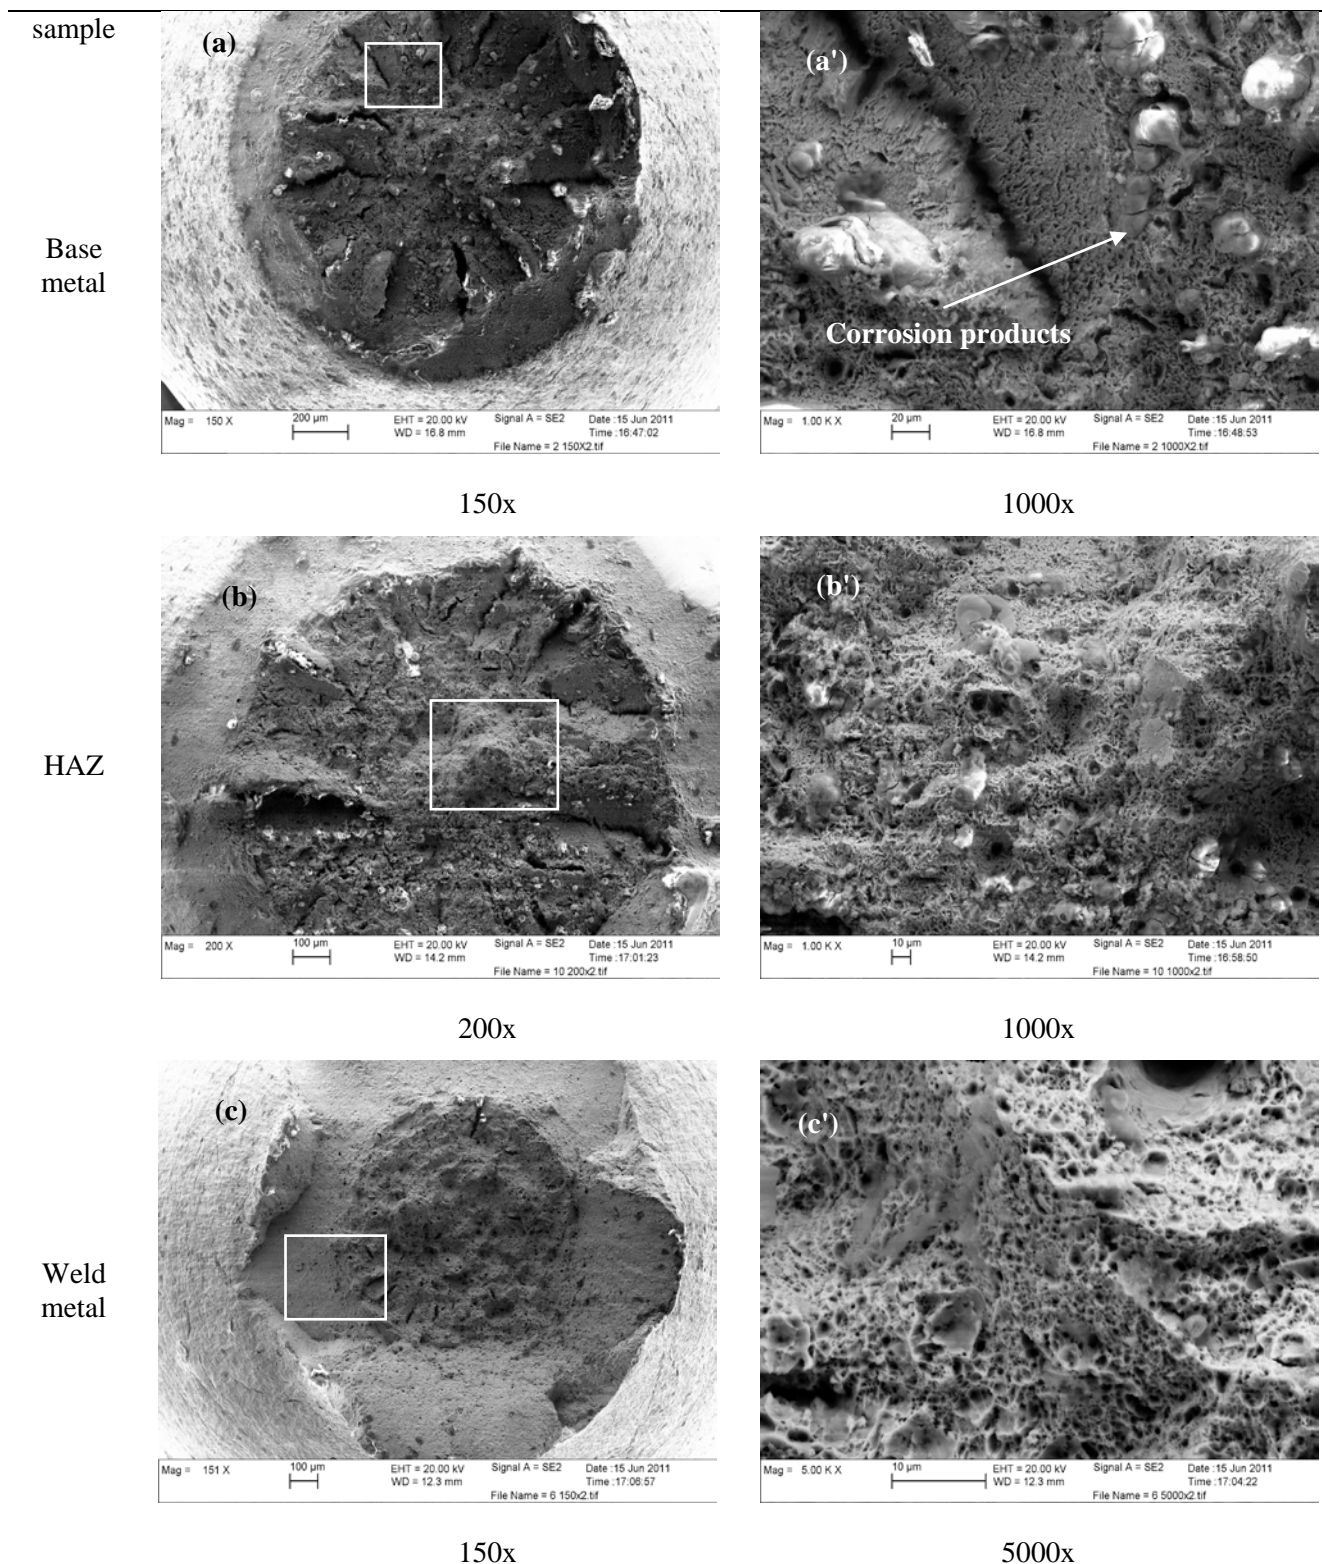 sample
(a)
(a')
Base
metal
Corrosion products
Mag = 150 X
200 µm
EHT = 20.00 kV
WD = 16.8 mm
Signal A = SE2
Date :15 Jun 2011
Time :16:47:02
File Name = 2 150X2.tif
Mag = 1.00 K X
20 µm
EHT = 20.00 kV
WD = 16.8 mm
Signal A = SE2
Date :15 Jun 2011
Time :16:48:53
File Name = 2 1000X2.tif
150x
1000x
(b)
(b')
HAZ
Mag = 200 X
100 µm
EHT = 20.00 kV
WD = 14.2 mm
Signal A = SE2
Date :15 Jun 2011
Time :17:01:23
File Name = 10 200x2.tif
Mag = 1.00 K X
10 µm
EHT = 20.00 kV
WD = 14.2 mm
Signal A = SE2
Date :15 Jun 2011
Time :16:58:50
File Name = 10 1000x2.tif
200x
1000x
(c)
(c')
Weld
metal
Mag = 151 X
100 µm
EHT = 20.00 kV
WD = 12.3 mm
Signal A = SE2
Date :15 Jun 2011
Time :17:06:57
File Name = 6 150x2.tif
Mag = 5.00 K X
10 µm
EHT = 20.00 kV
WD = 12.3 mm
Signal A = SE2
Date :15 Jun 2011
Time :17:04:22
File Name = 6 5000x2.tif
150x
5000x